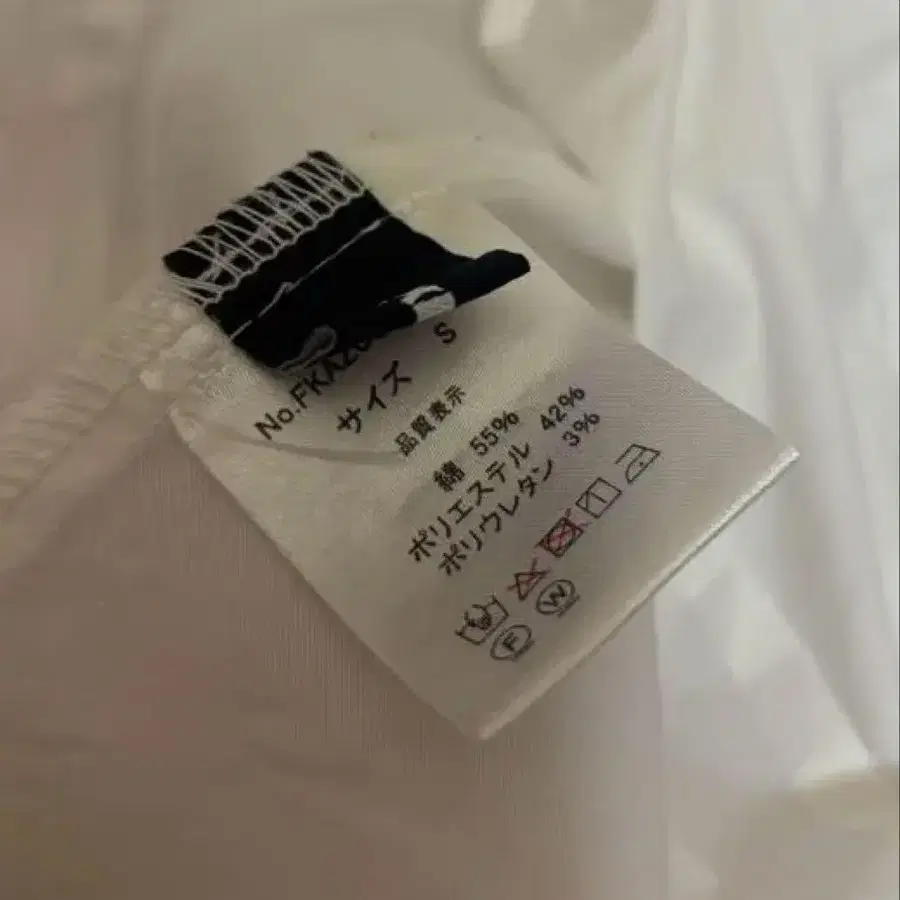 No.FKAZ
サイズ S
品質表示
綿 55%
ポリエステル 42%
ポリウレタン 3%
F W